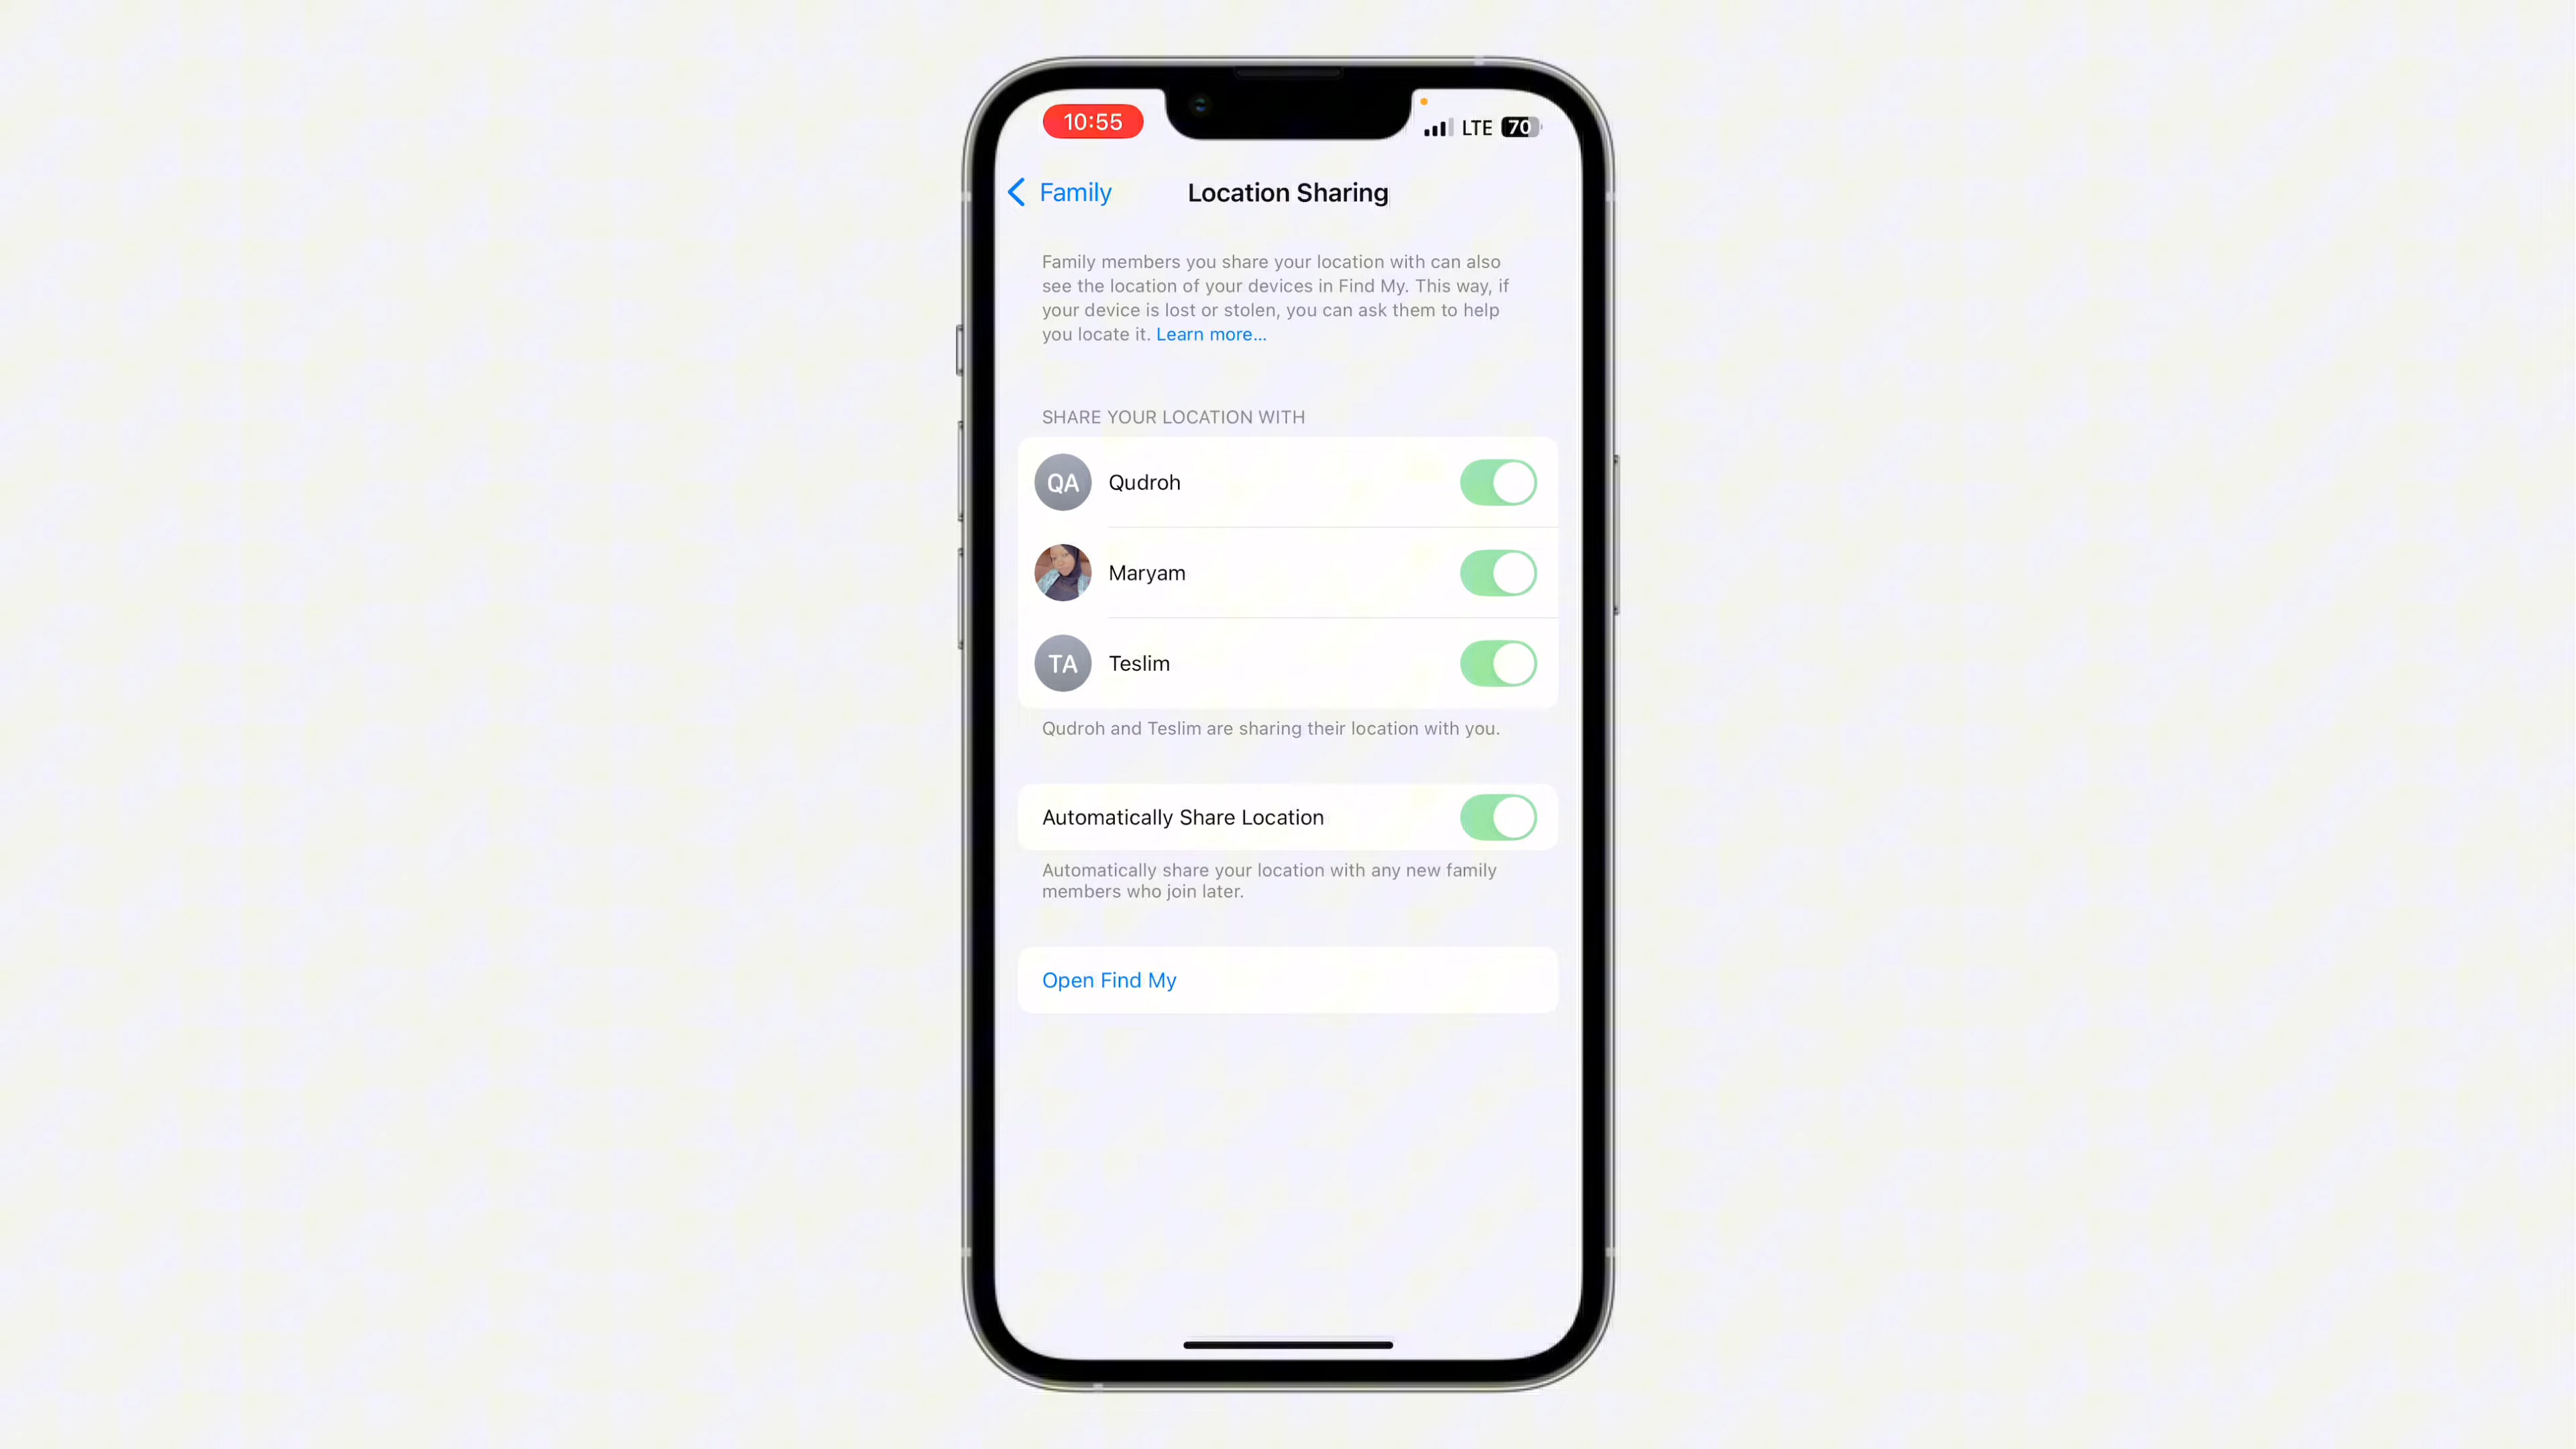 10:55
LTE 70
Family
Location Sharing
Family members you share your location with can also
see the location of your devices in Find My. This way, if
your device is lost or stolen, you can ask them to help
you locate it. Learn more...
SHARE YOUR LOCATION WITH
QA Qudroh
Maryam
TA Teslim
Qudroh and Teslim are sharing their location with you.
Automatically Share Location
Automatically share your location with any new family
members who join later.
Open Find My